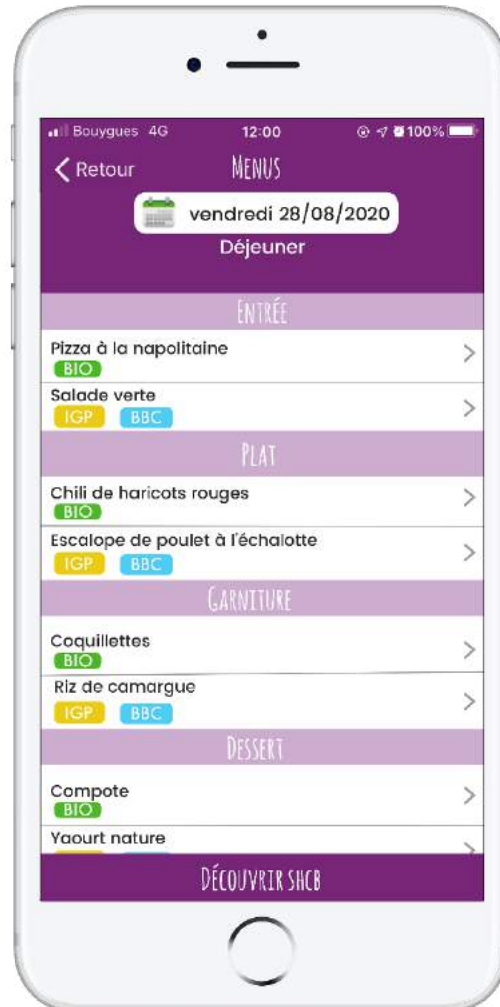 Bouygues 4G 12:00 100%
Retour MENUS
vendredi 28/08/2020
Déjeuner
ENTRÉE
Pizza à la napolitaine
BIO
Salade verte
IGP BBC
PLAT
Chili de haricots rouges
BIO
Escalope de poulet à l'échalotte
IGP BBC
GARNITURE
Coquillettes
BIO
Riz de camargue
IGP BBC
DESSERT
Compote
BIO
Yaourt nature
DÉCOUVRIR SHCB